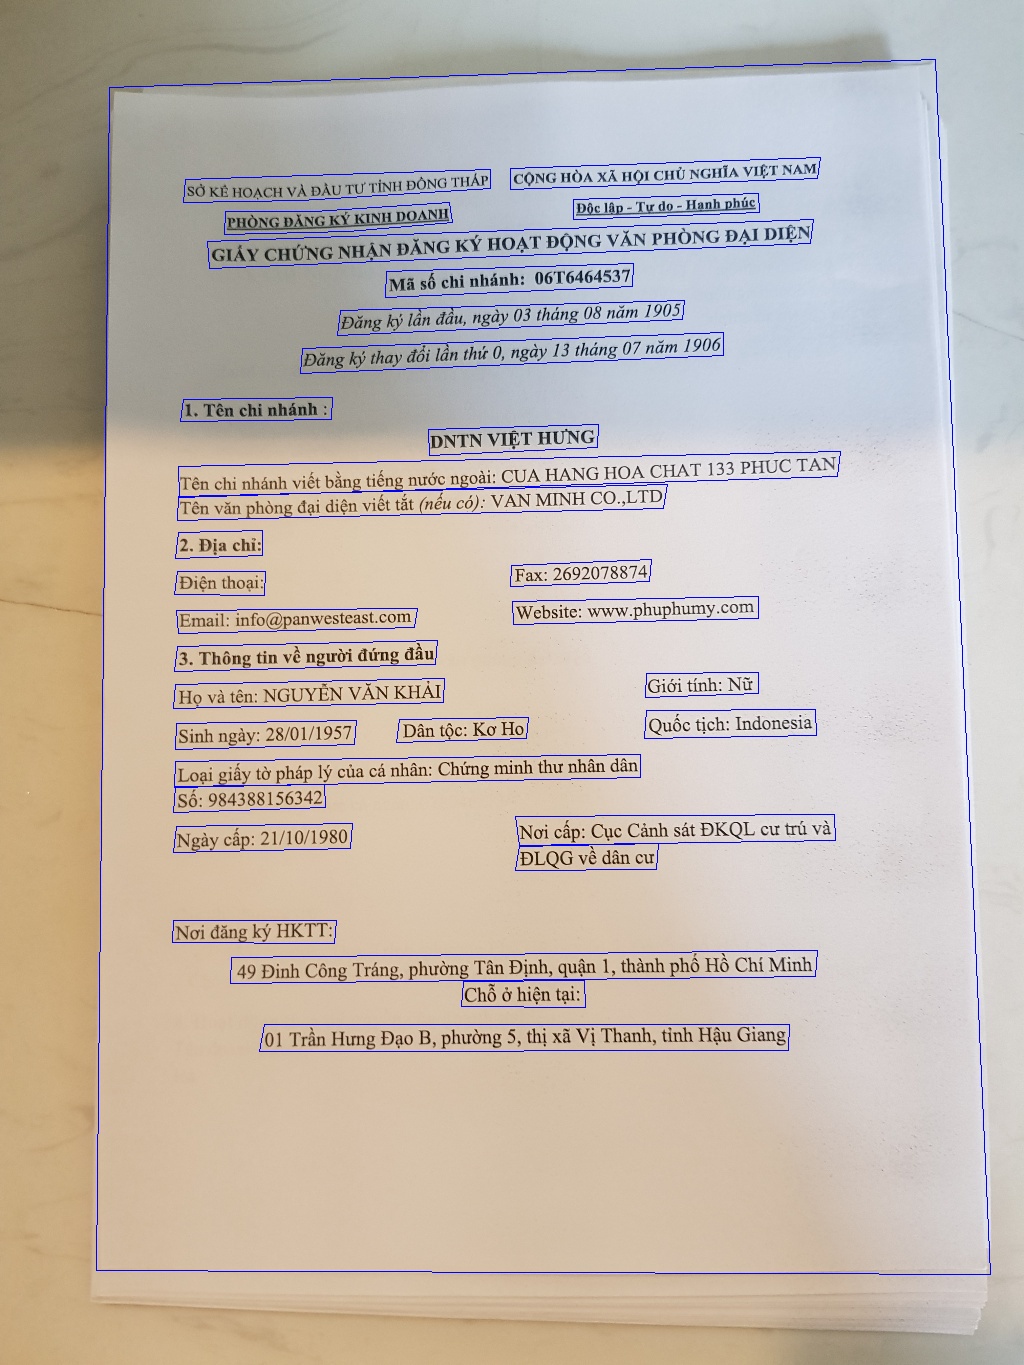 SỞ KẾ HOẠCH VÀ ĐẦU TƯ TỈNH ĐỒNG THÁP
CỘNG HÒA XÃ HỘI CHỦ NGHĨA VIỆT NAM
PHÒNG ĐĂNG KÝ KINH DOANH
Độc lập - Tự do - Hạnh phúc
GIẤY CHỨNG NHẬN ĐĂNG KÝ HOẠT ĐỘNG VĂN PHÒNG ĐẠI DIỆN
Mã số chi nhánh: 06T6464537
Đăng ký lần đầu, ngày 03 tháng 08 năm 1905
Đăng ký thay đổi lần thứ 0, ngày 13 tháng 07 năm 1906
1. Tên chi nhánh :
DNTN VIỆT HƯNG
Tên chi nhánh viết bằng tiếng nước ngoài: CUA HANG HOA CHAT 133 PHUC TAN
Tên văn phòng đại diện viết tắt (nếu có): VAN MINH CO.,LTD
2. Địa chỉ:
Điện thoại:
Fax: 2692078874
Email: info@panwesteast.com
Website: www.phuphumy.com
3. Thông tin về người đứng đầu
Họ và tên: NGUYỄN VĂN KHẢI
Giới tính: Nữ
Sinh ngày: 28/01/1957
Dân tộc: Kơ Ho
Quốc tịch: Indonesia
Loại giấy tờ pháp lý của cá nhân: Chứng minh thư nhân dân
Số: 984388156342
Ngày cấp: 21/10/1980
Nơi cấp: Cục Cảnh sát ĐKQL cư trú và
ĐLQG về dân cư
Nơi đăng ký HKTT:
49 Đinh Công Tráng, phường Tân Định, quận 1, thành phố Hồ Chí Minh
Chỗ ở hiện tại:
01 Trần Hưng Đạo B, phường 5, thị xã Vị Thanh, tỉnh Hậu Giang